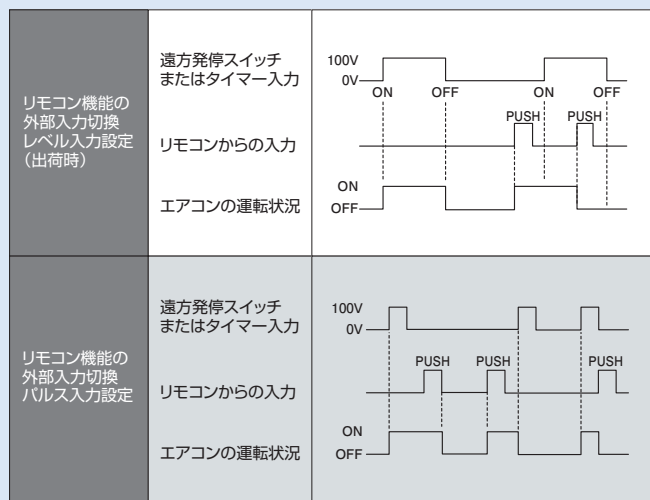 リモコン機能の
外部入力切換
レベル入力設定
（出荷時）
遠方発停スイッチ
またはタイマー入力
100V
0V
ON OFF ON OFF
リモコンからの入力
PUSH PUSH
エアコンの運転状況
ON
OFF
リモコン機能の
外部入力切換
パルス入力設定
遠方発停スイッチ
またはタイマー入力
100V
0V
リモコンからの入力
PUSH PUSH PUSH
エアコンの運転状況
ON
OFF